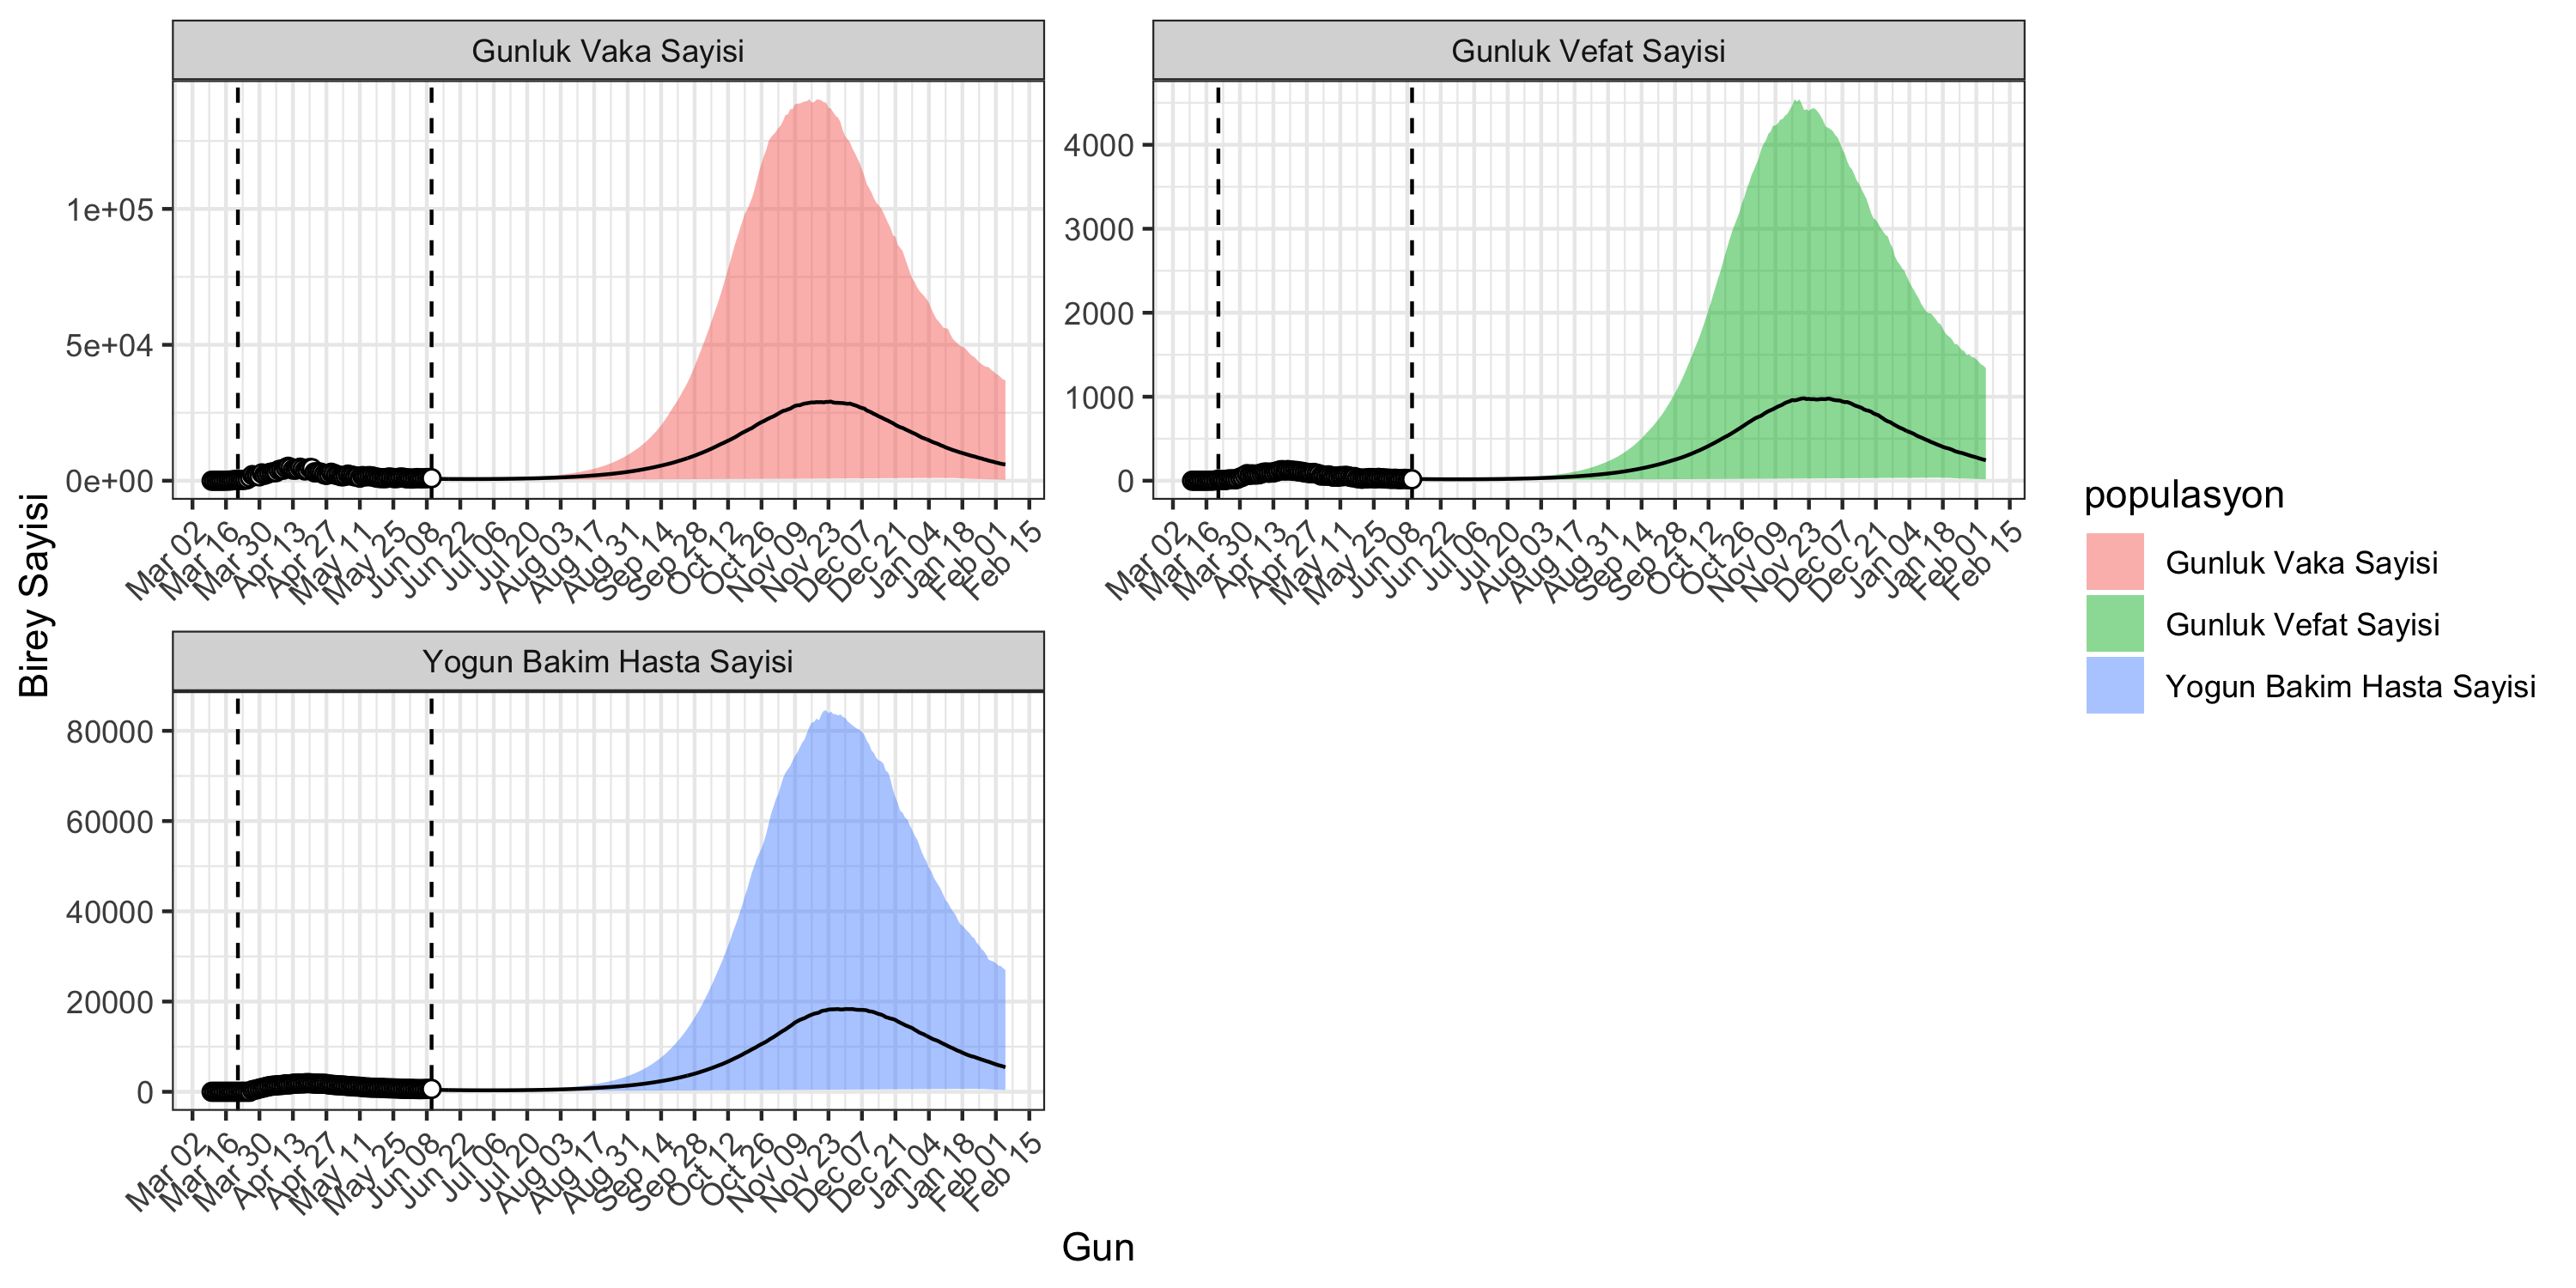 Gunluk Vaka Sayisi
Gunluk Vefat Sayisi
1e+05
5e+04
0e+00
4000
3000
2000
1000
0
Mar 02 Mar 16 Mar 30 Apr 13 Apr 27 May 11 May 25 Jun 08 Jun 22 Jul 06 Jul 20 Aug 03 Aug 17 Aug 31 Sep 14 Sep 28 Oct 12 Oct 26 Nov 09 Nov 23 Dec 07 Dec 21 Jan 04 Jan 18 Feb 01 Feb 15
Mar 02 Mar 16 Mar 30 Apr 13 Apr 27 May 11 May 25 Jun 08 Jun 22 Jul 06 Jul 20 Aug 03 Aug 17 Aug 31 Sep 14 Sep 28 Oct 12 Oct 26 Nov 09 Nov 23 Dec 07 Dec 21 Jan 04 Jan 18 Feb 01 Feb 15
Birey Sayisi
Yogun Bakim Hasta Sayisi
80000
60000
40000
20000
0
Mar 02 Mar 16 Mar 30 Apr 13 Apr 27 May 11 May 25 Jun 08 Jun 22 Jul 06 Jul 20 Aug 03 Aug 17 Aug 31 Sep 14 Sep 28 Oct 12 Oct 26 Nov 09 Nov 23 Dec 07 Dec 21 Jan 04 Jan 18 Feb 01 Feb 15
Gun
populasyon
Gunluk Vaka Sayisi
Gunluk Vefat Sayisi
Yogun Bakim Hasta Sayisi